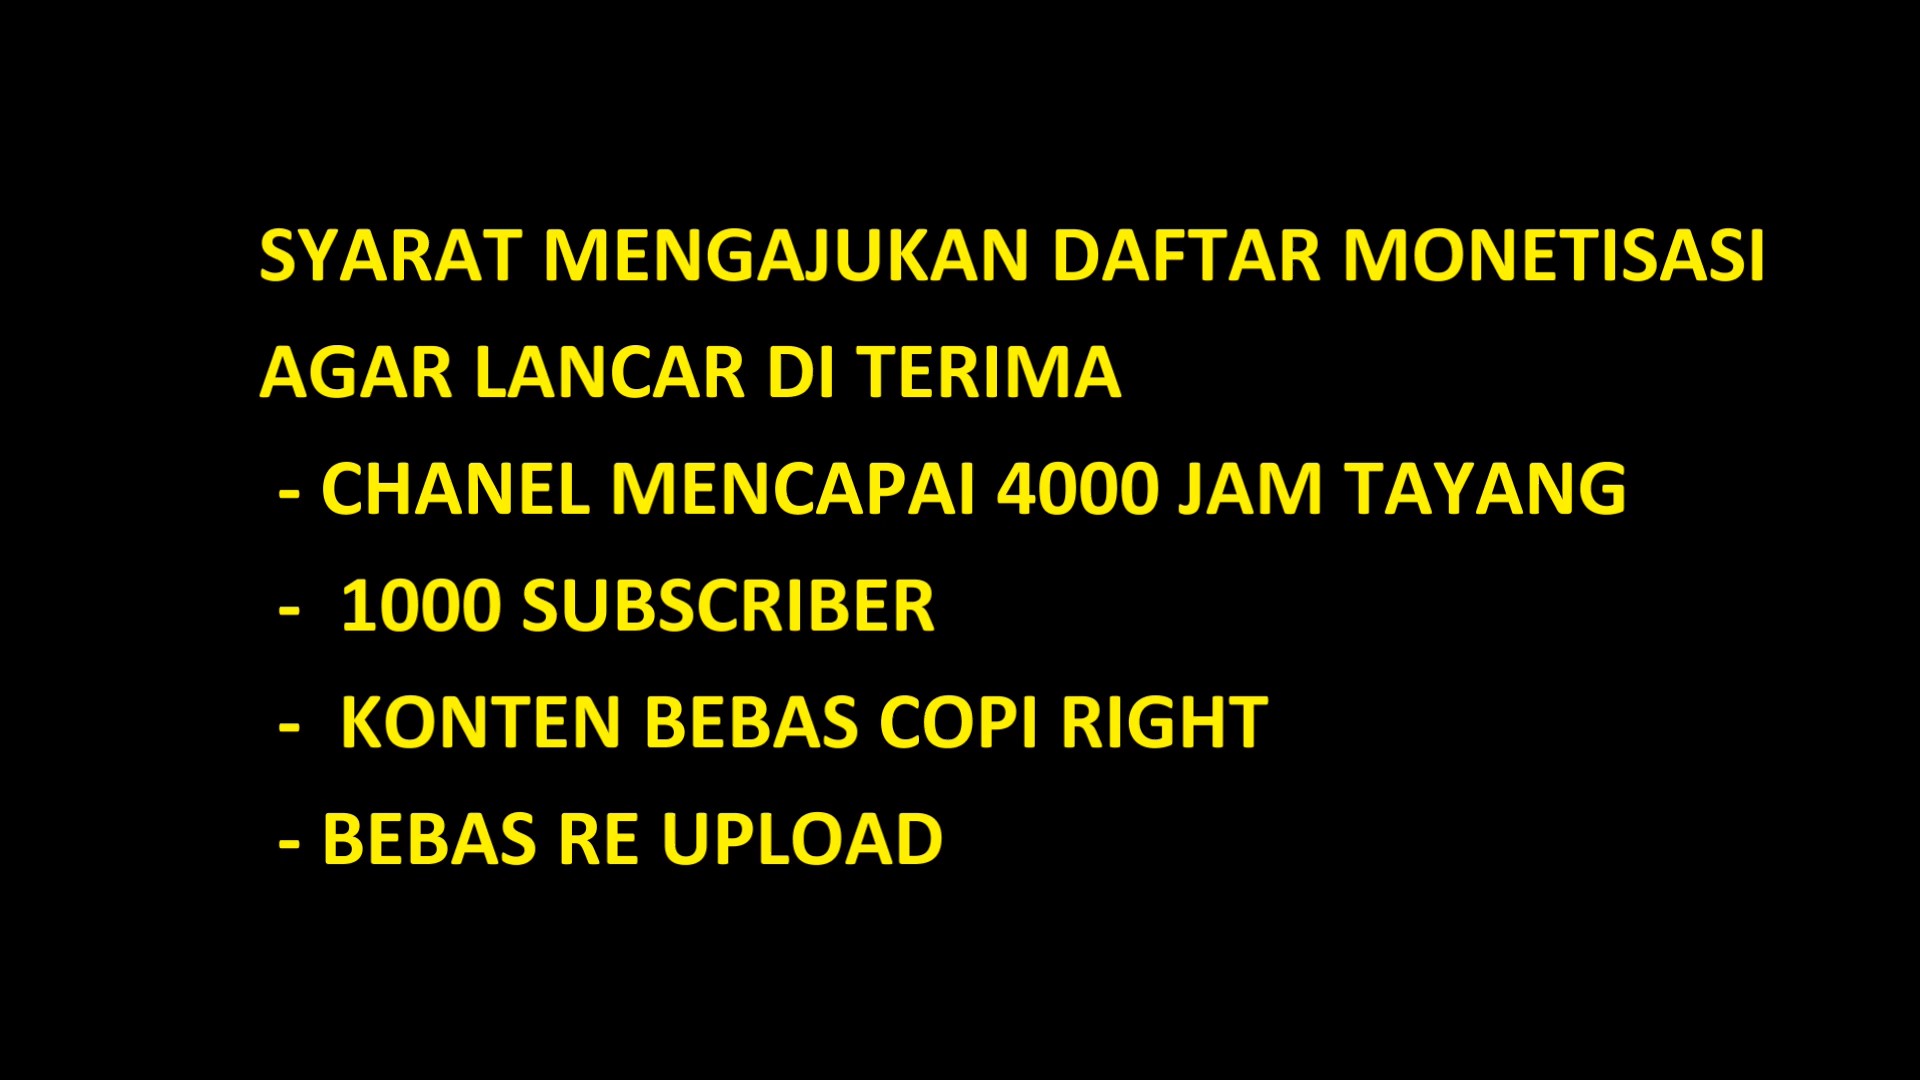 SYARAT MENGAJUKAN DAFTAR MONETISASI
AGAR LANCAR DI TERIMA
- CHANEL MENCAPAI 4000 JAM TAYANG
- 1000 SUBSCRIBER
- KONTEN BEBAS COPI RIGHT
- BEBAS RE UPLOAD